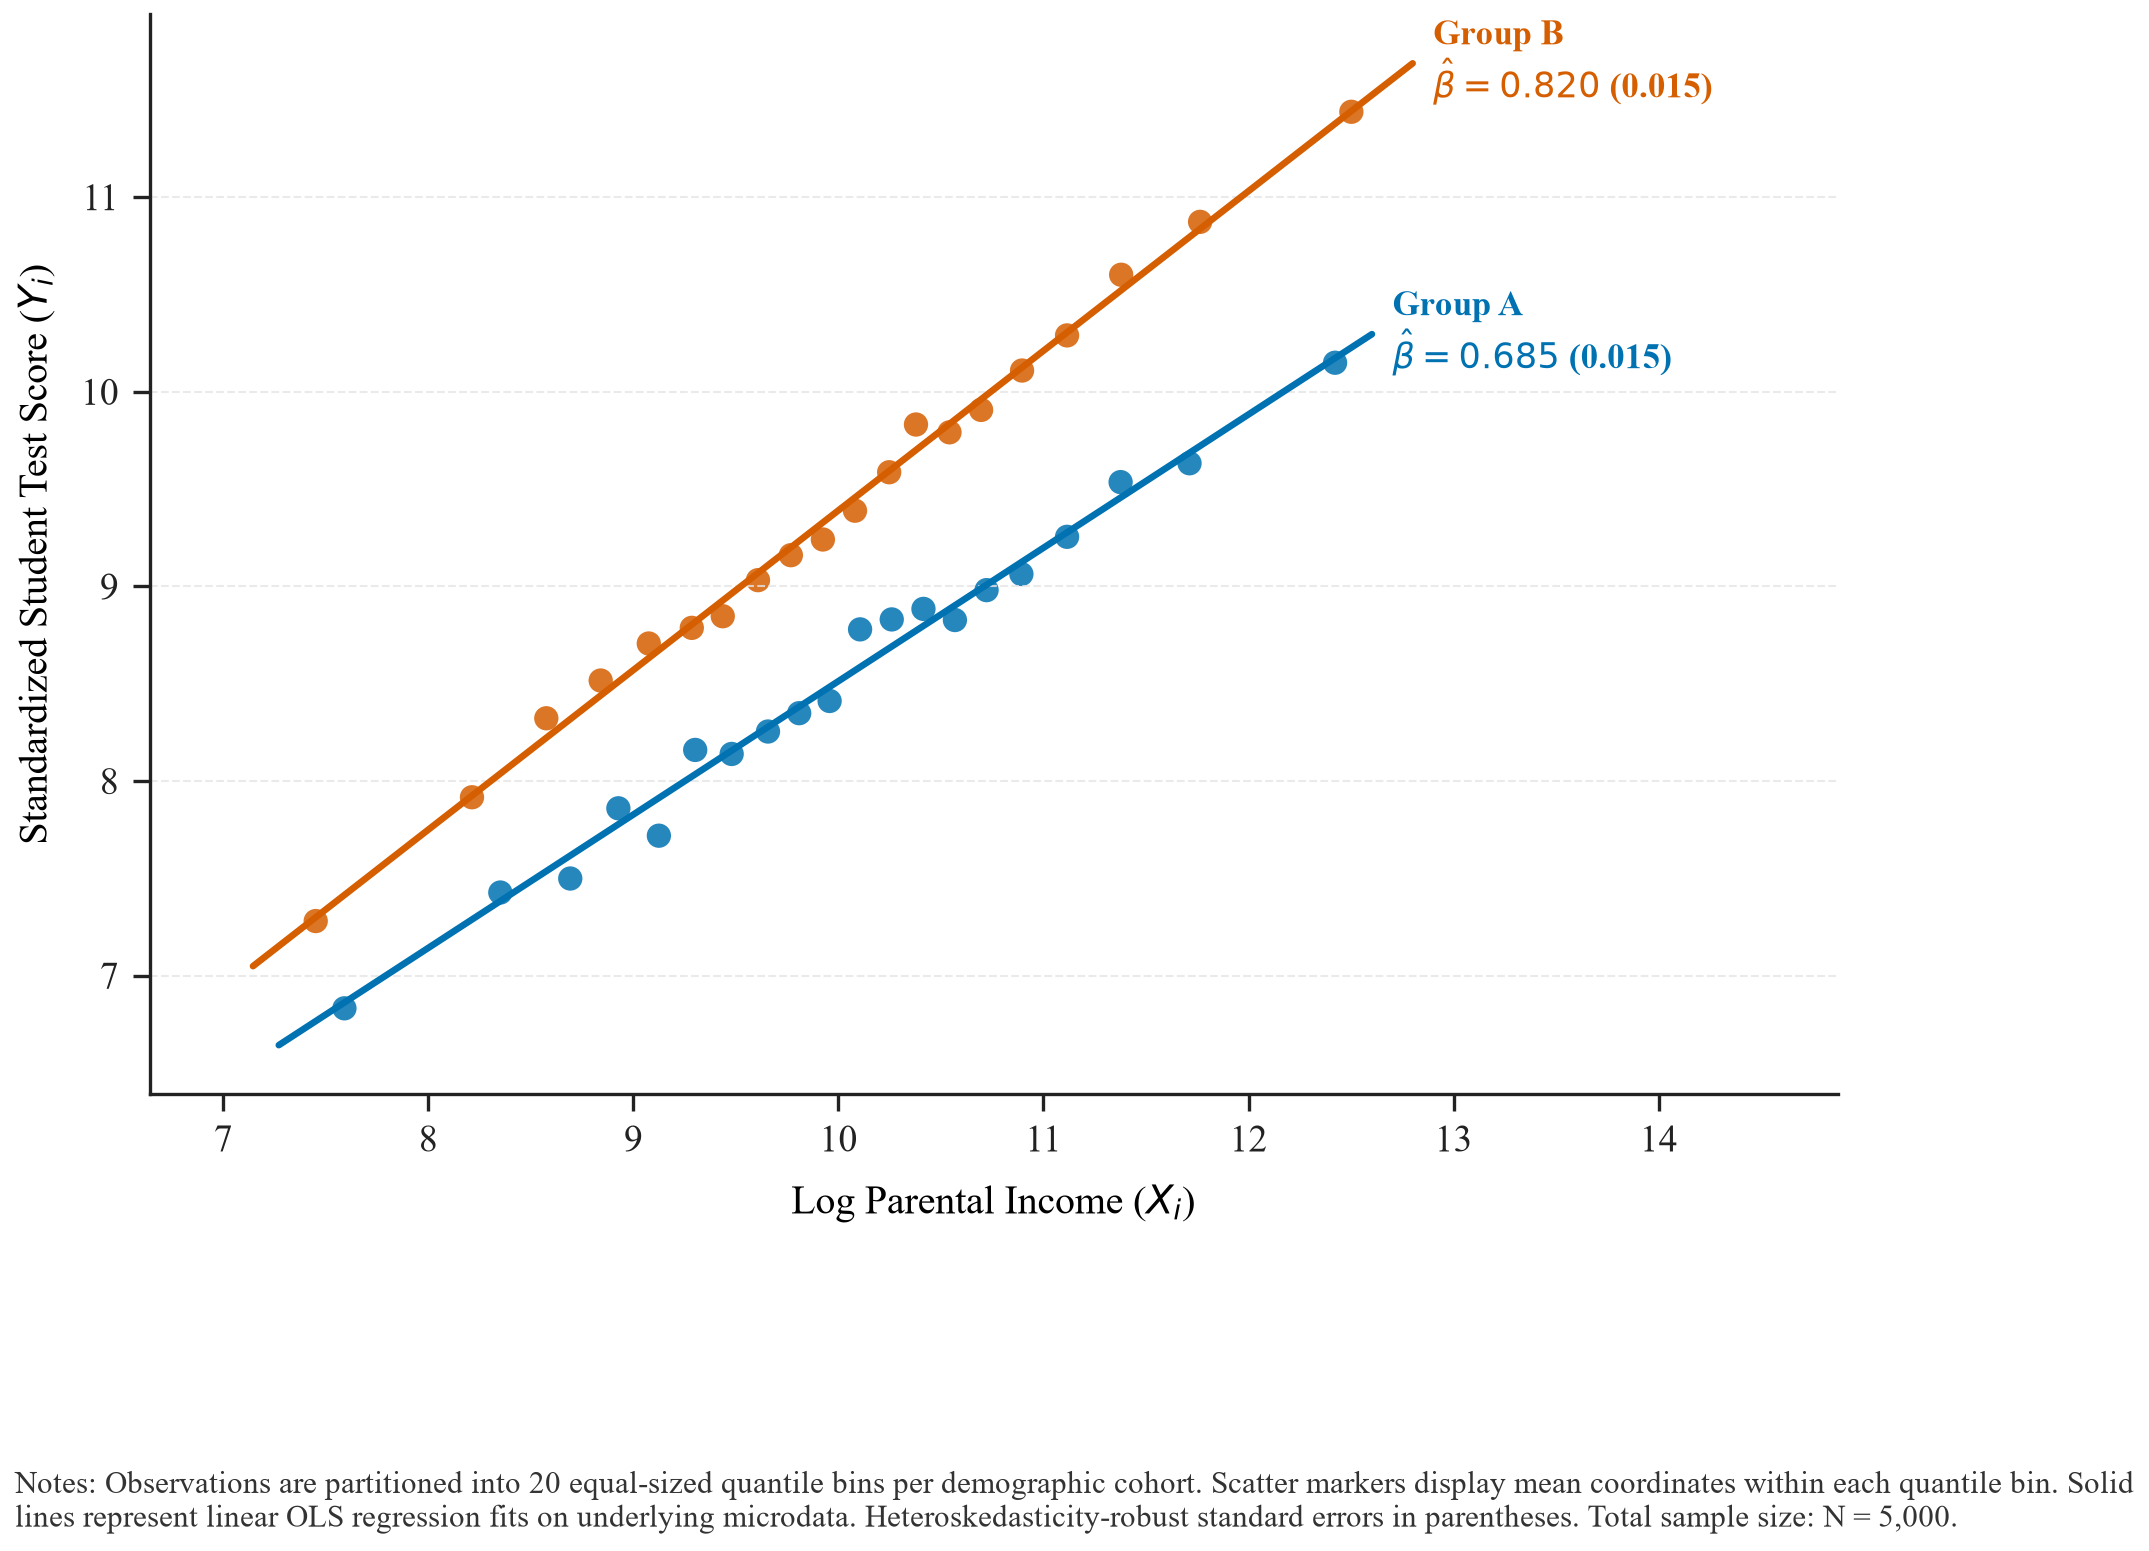 Group B
β̂ = 0.820 (0.015)
Group A
β̂ = 0.685 (0.015)
11
10
9
8
7
Standardized Student Test Score (Yᵢ)
7 8 9 10 11 12 13 14
Log Parental Income (Xᵢ)
Notes: Observations are partitioned into 20 equal-sized quantile bins per demographic cohort. Scatter markers display mean coordinates within each quantile bin. Solid
lines represent linear OLS regression fits on underlying microdata. Heteroskedasticity-robust standard errors in parentheses. Total sample size: N = 5,000.